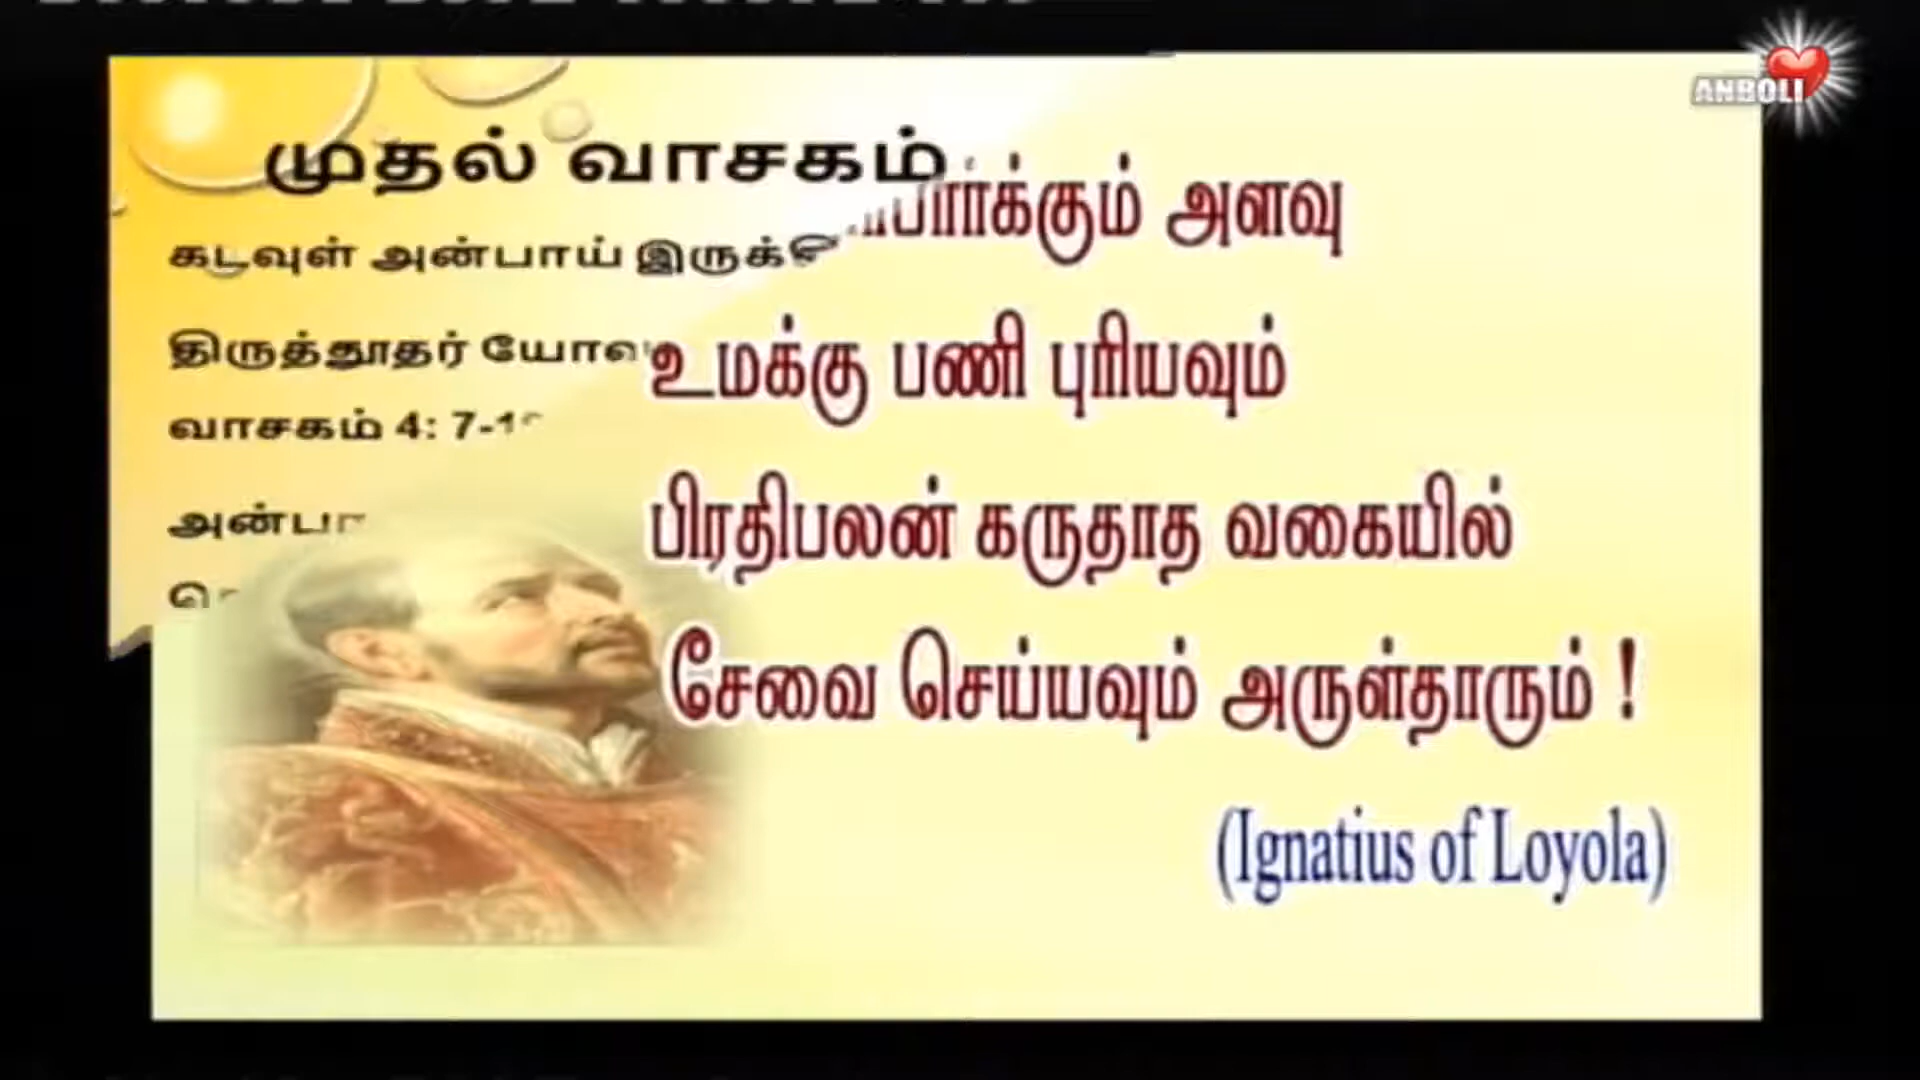 ANBOLI
முதல் வாசகம்
கடவுள் அன்பாய்
திருத்தூதர்
வாசகம் 4:
அளவு
உமக்கு பணி புரியவும்
பிரதிபலன் கருதாத வகையில்
சேவை செய்யவும் அருள்தாரும் !
(Ignatius of Loyola)